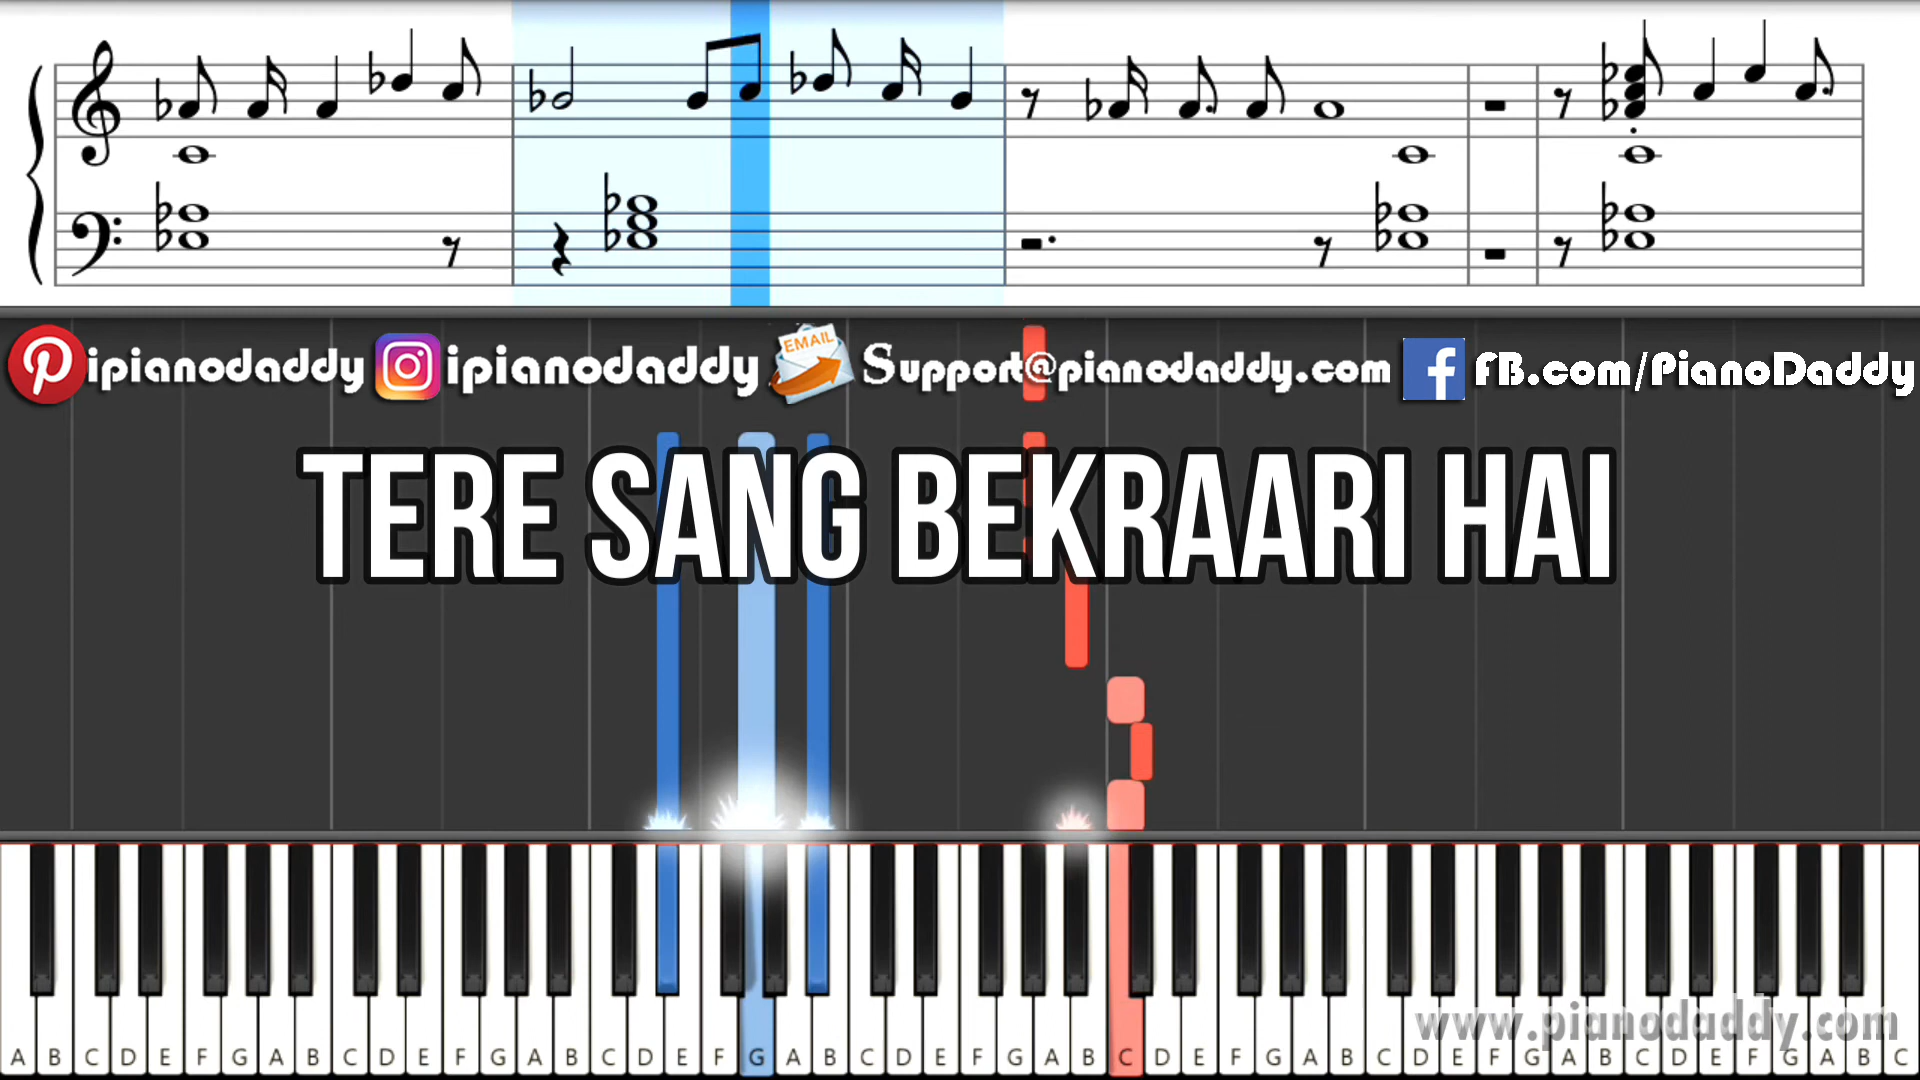 ipianodaddy ipianodaddy EMAIL Support@pianodaddy.com f FB.com/PianoDaddy
TERE SANG BEKRAARI HAI
www.pianodaddy.com
A B C D E F G A B C D E F G A B C D E F G A B C D E F G A B C D E F G A B C D E F G A B C D E F G A B C